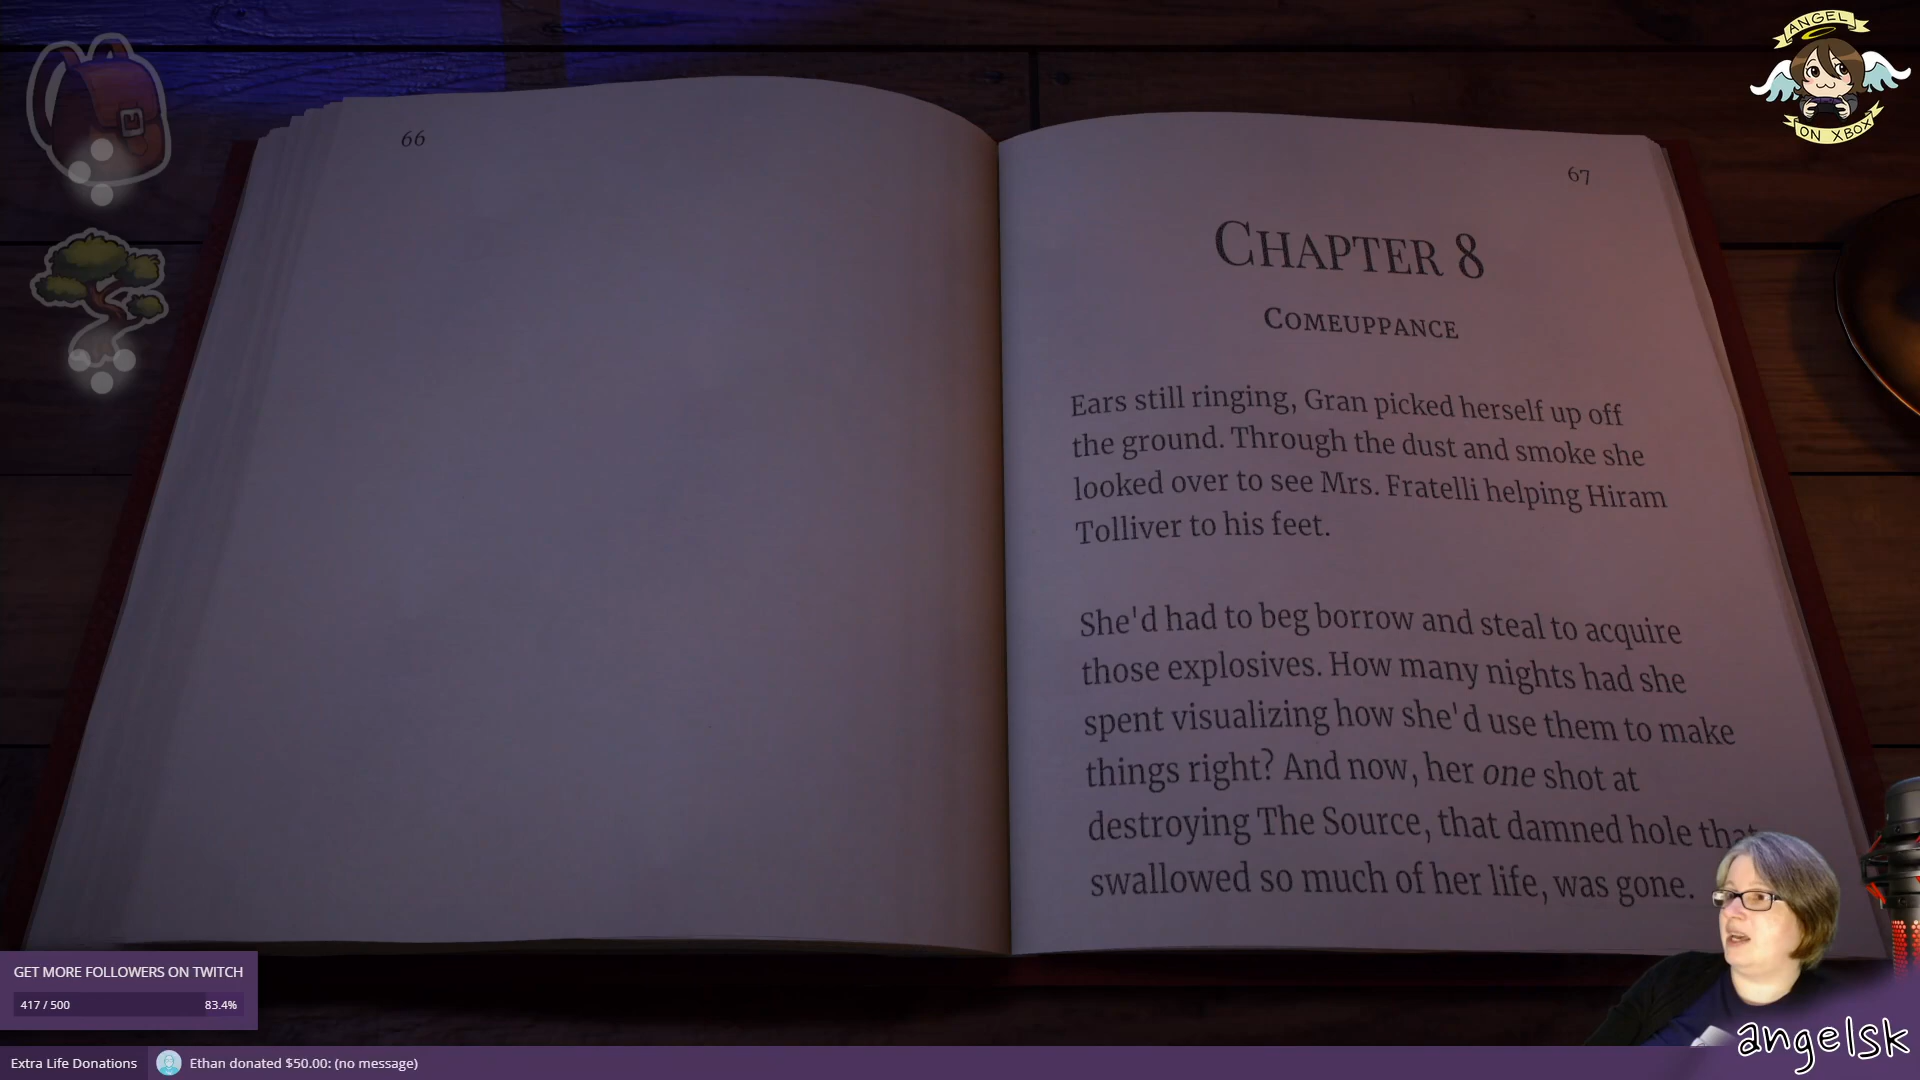 66
67
CHAPTER 8
COMEUPPANCE
Ears still ringing, Gran picked herself up off
the ground. Through the dust and smoke she
looked over to see Mrs. Fratelli helping Hiram
Tolliver to his feet.
She'd had to beg borrow and steal to acquire
those explosives. How many nights had she
spent visualizing how she'd use them to make
things right? And now, her one shot at
destroying The Source, that damned hole that
swallowed so much of her life, was gone.
ANGEL
ON XBOX
GET MORE FOLLOWERS ON TWITCH
417 / 500 83.4%
Extra Life Donations Ethan donated $50.00: (no message)
angelsk